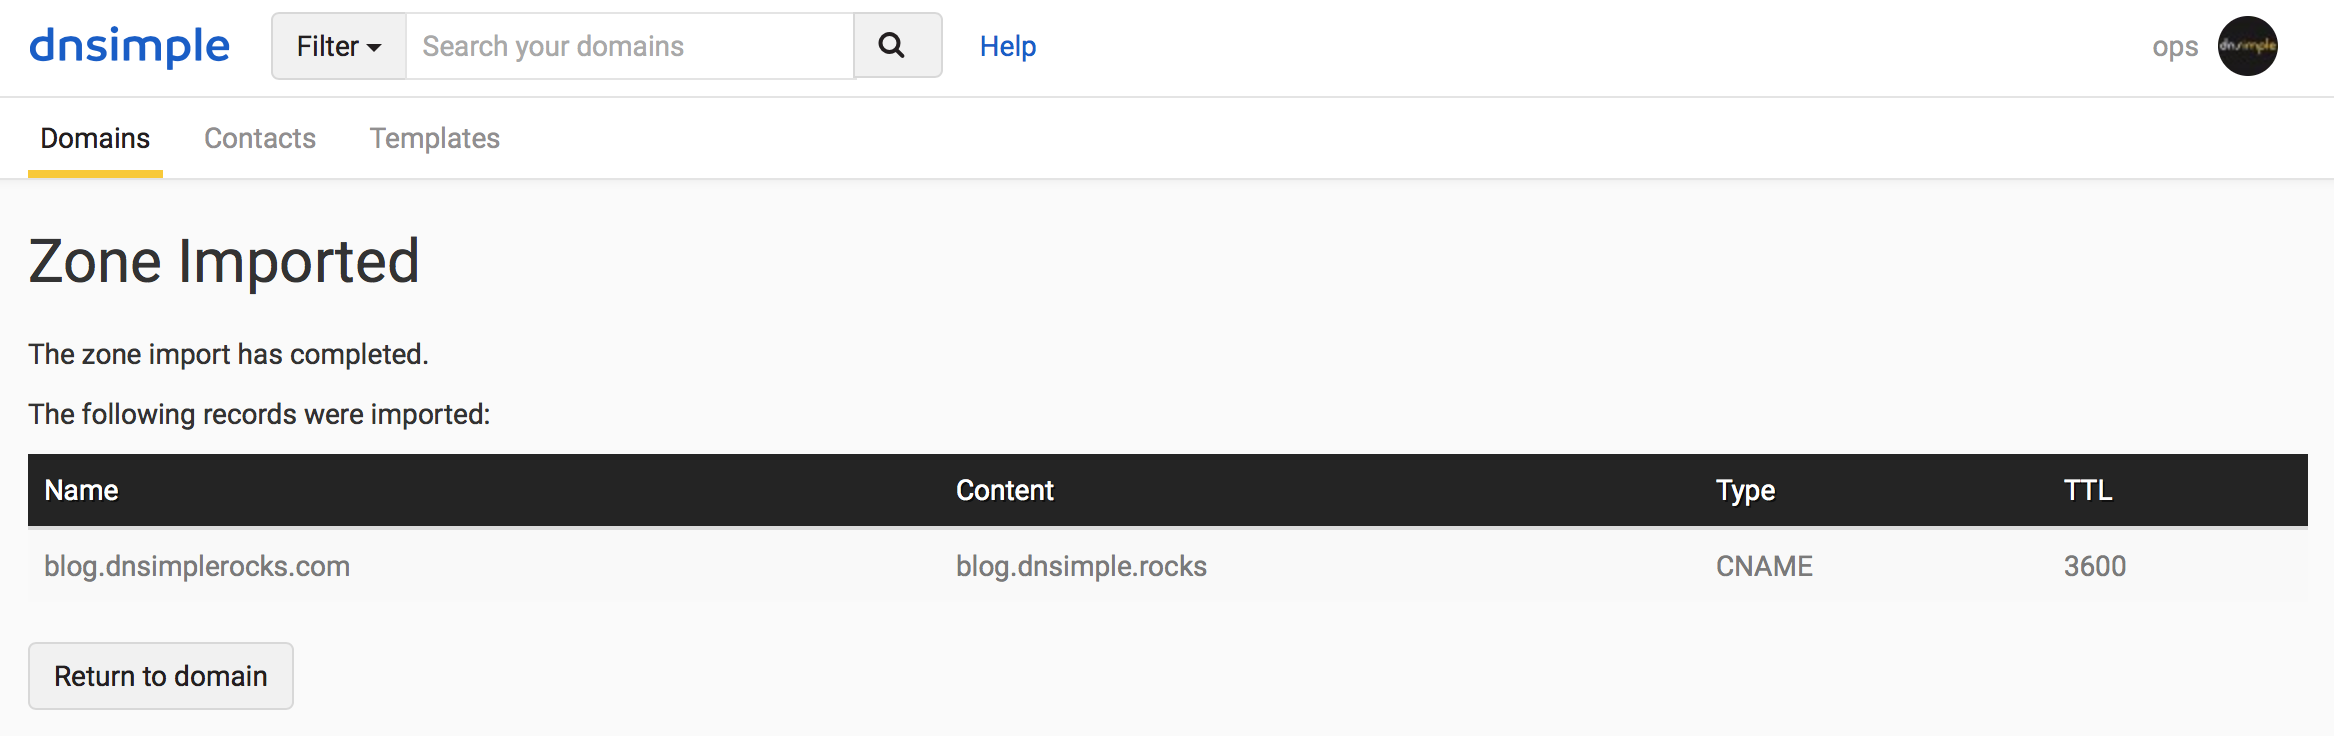 dnsimple Filter Search your domains Help ops dnsimple
Domains Contacts Templates
Zone Imported
The zone import has completed.
The following records were imported:
Name Content Type TTL
blog.dnsimplerocks.com blog.dnsimple.rocks CNAME 3600
Return to domain